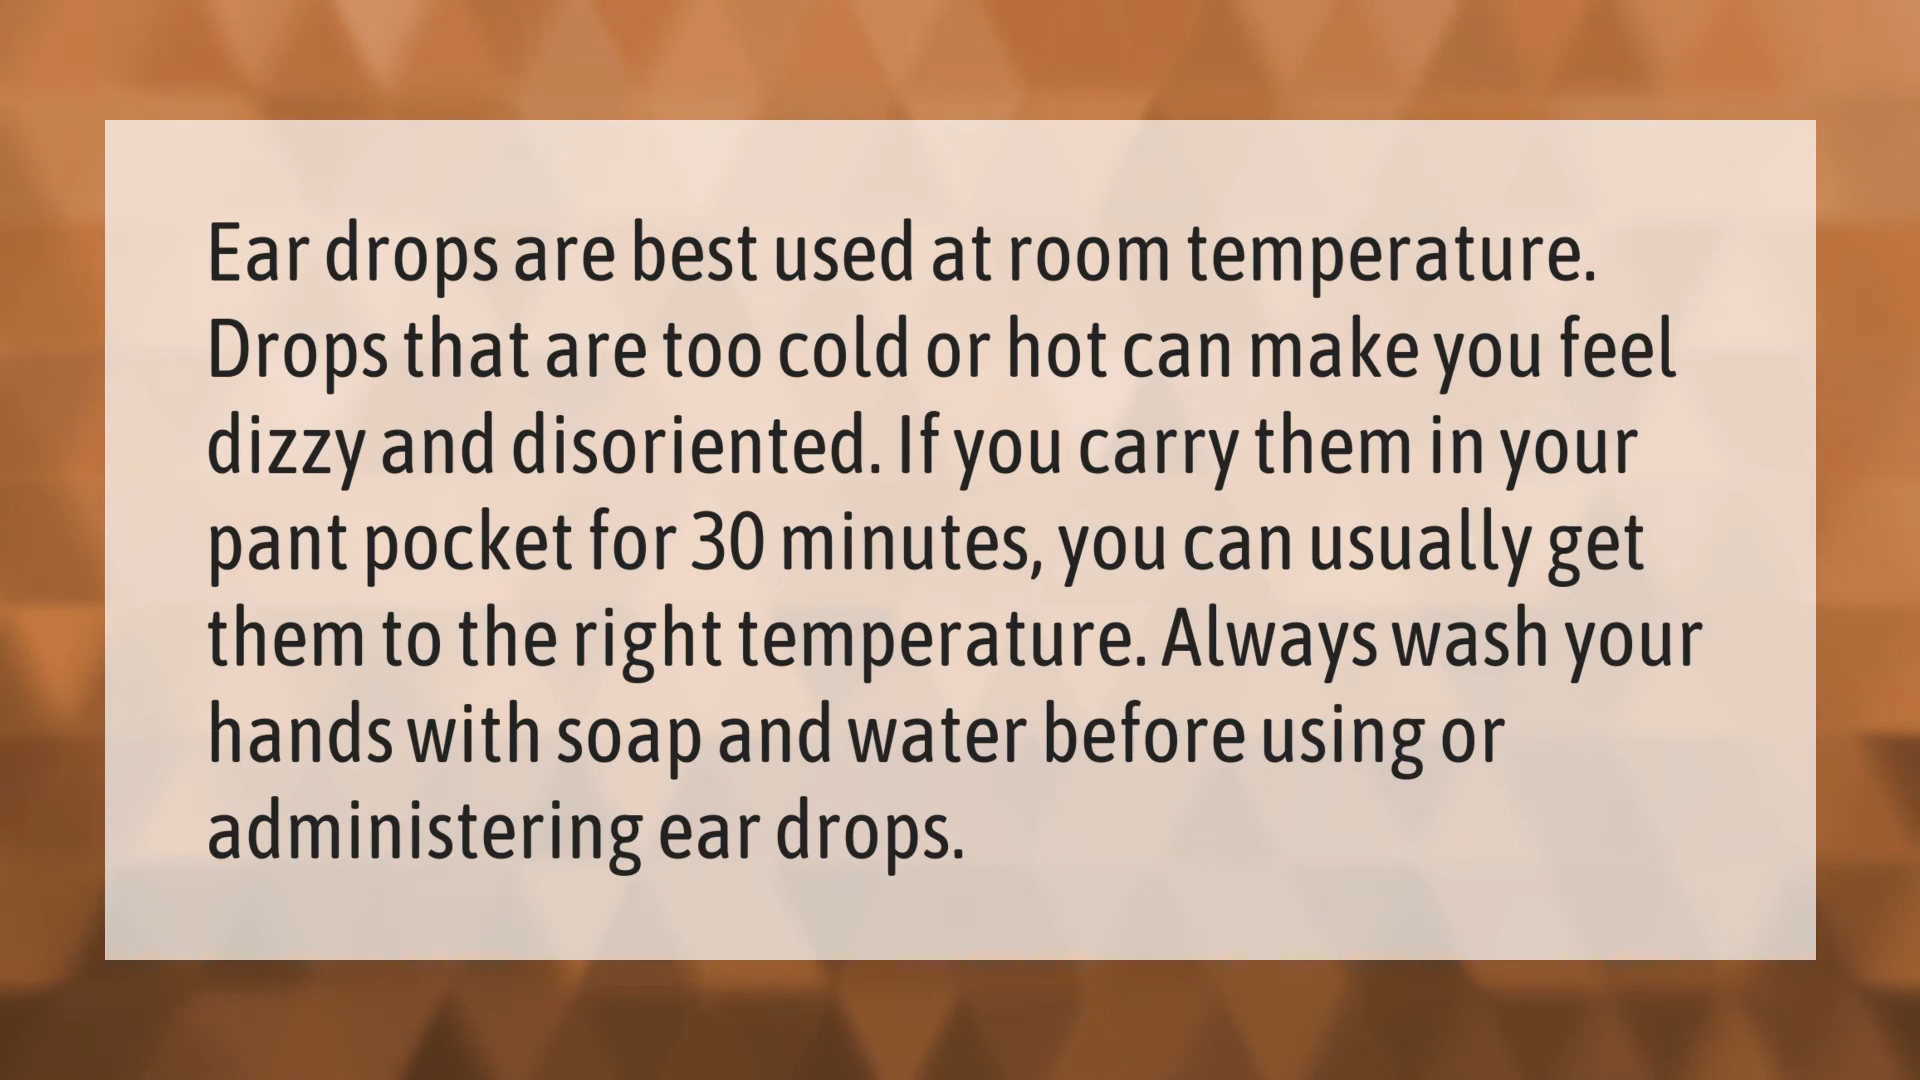 Ear drops are best used at room temperature.
Drops that are too cold or hot can make you feel
dizzy and disoriented. If you carry them in your
pant pocket for 30 minutes, you can usually get
them to the right temperature. Always wash your
hands with soap and water before using or
administering ear drops.